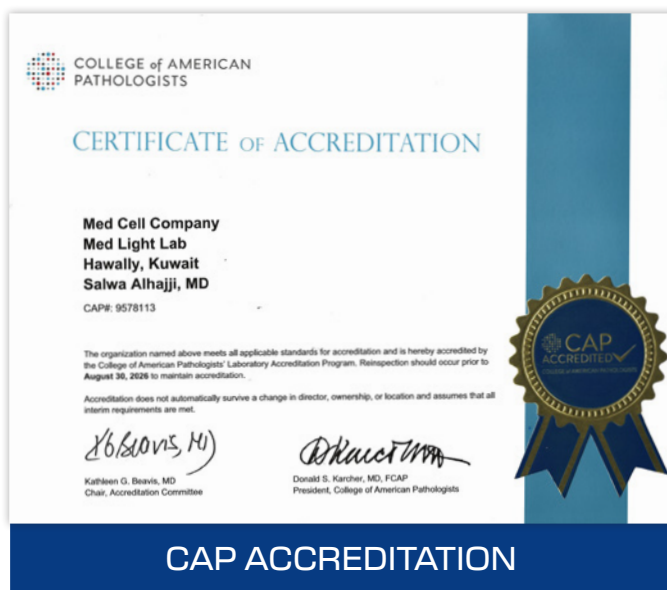 COLLEGE of AMERICAN
PATHOLOGISTS
CERTIFICATE OF ACCREDITATION
Med Cell Company
Med Light Lab
Hawally, Kuwait
Salwa Alhajji, MD
CAP#: 9578113
The organization named above meets all applicable standards for accreditation and is hereby accredited by
the College of American Pathologists' Laboratory Accreditation Program. Reinspection should occur prior to
August 30, 2026 to maintain accreditation.
Accreditation does not automatically survive a change in director, ownership, or location and assumes that all
interim requirements are met.
Kathleen G. Beavis, MD
Chair, Accreditation Committee
Donald S. Karcher, MD, FCAP
President, College of American Pathologists
CAP
ACCREDITED
COLLEGE of AMERICAN PATHOLOGISTS
CAP ACCREDITATION